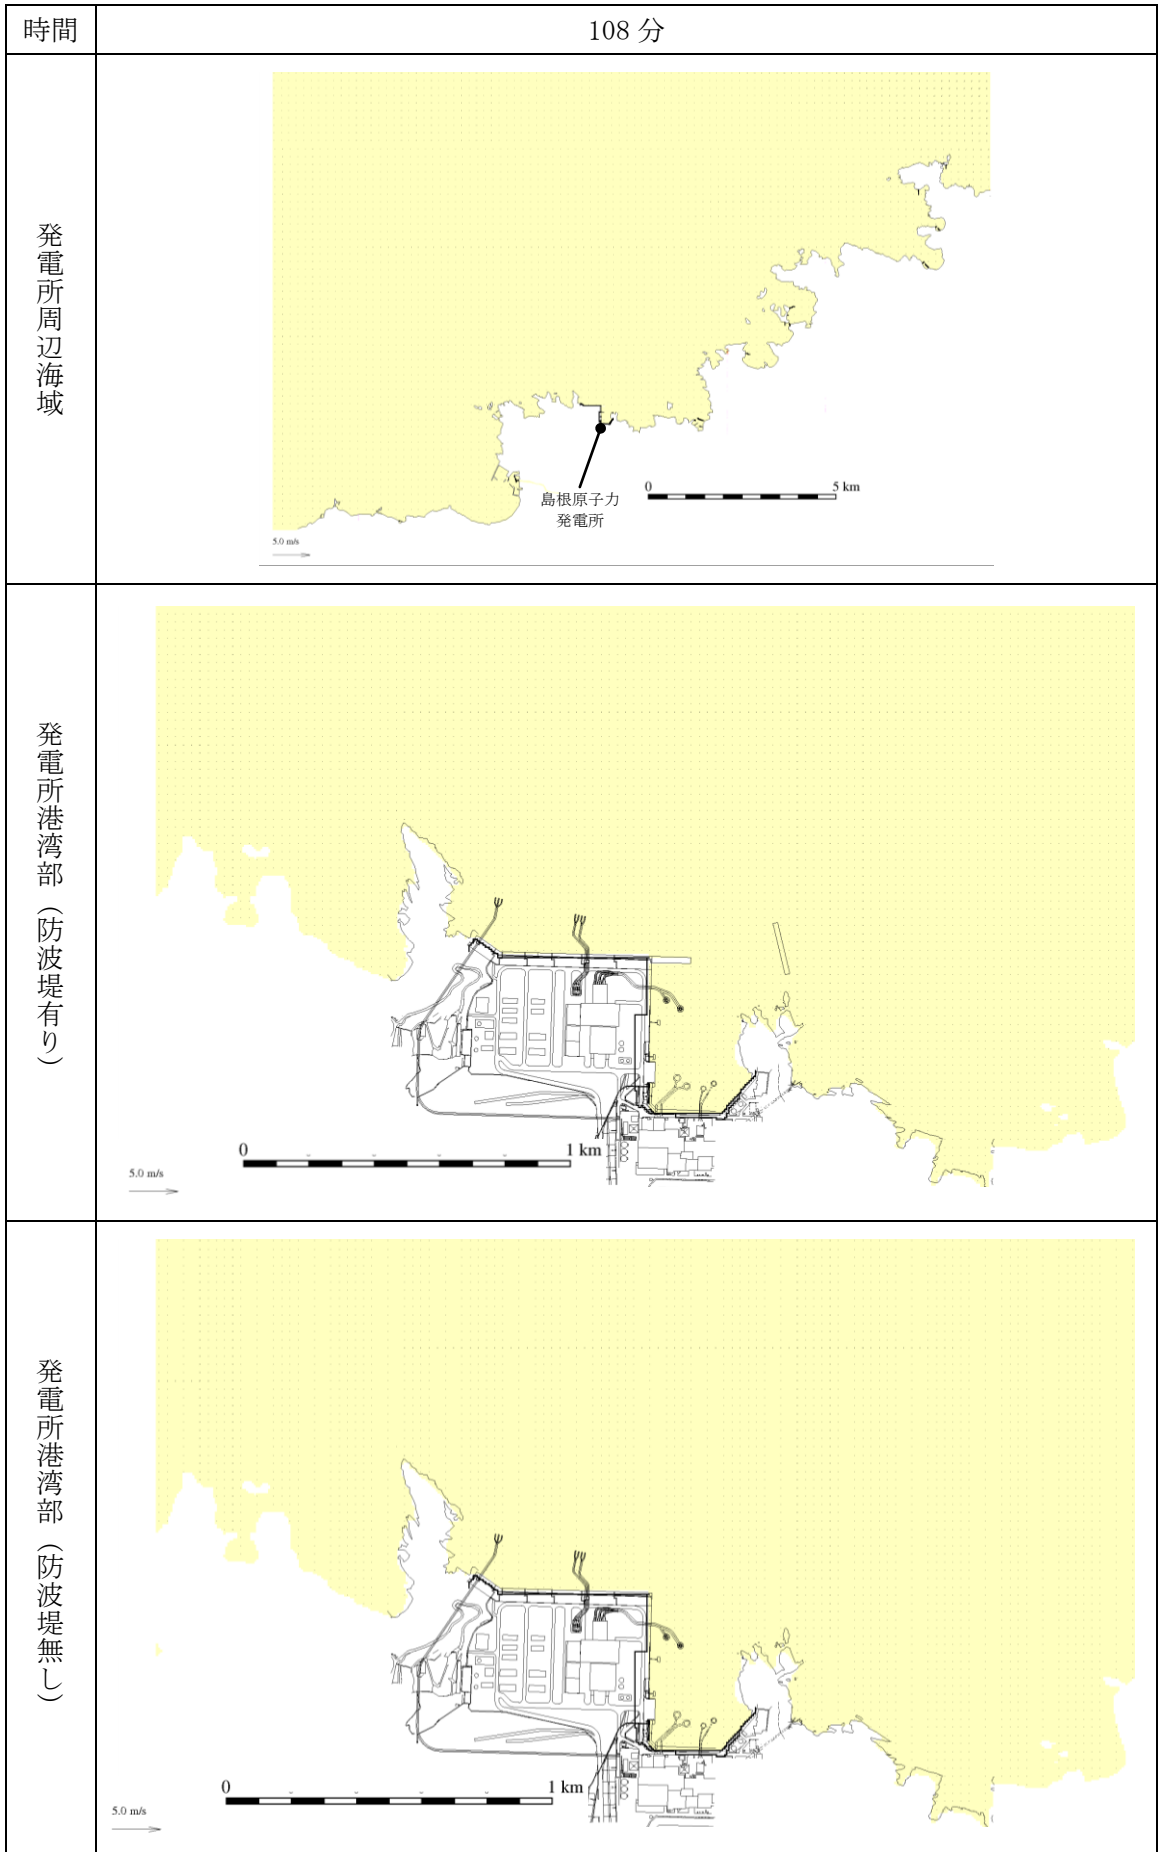 時間
108 分
発電所周辺海域
島根原子力
発電所
0
5 km
5.0 m/s
発電所港湾部（防波堤有り）
0
1 km
5.0 m/s
発電所港湾部（防波堤無し）
0
1 km
5.0 m/s